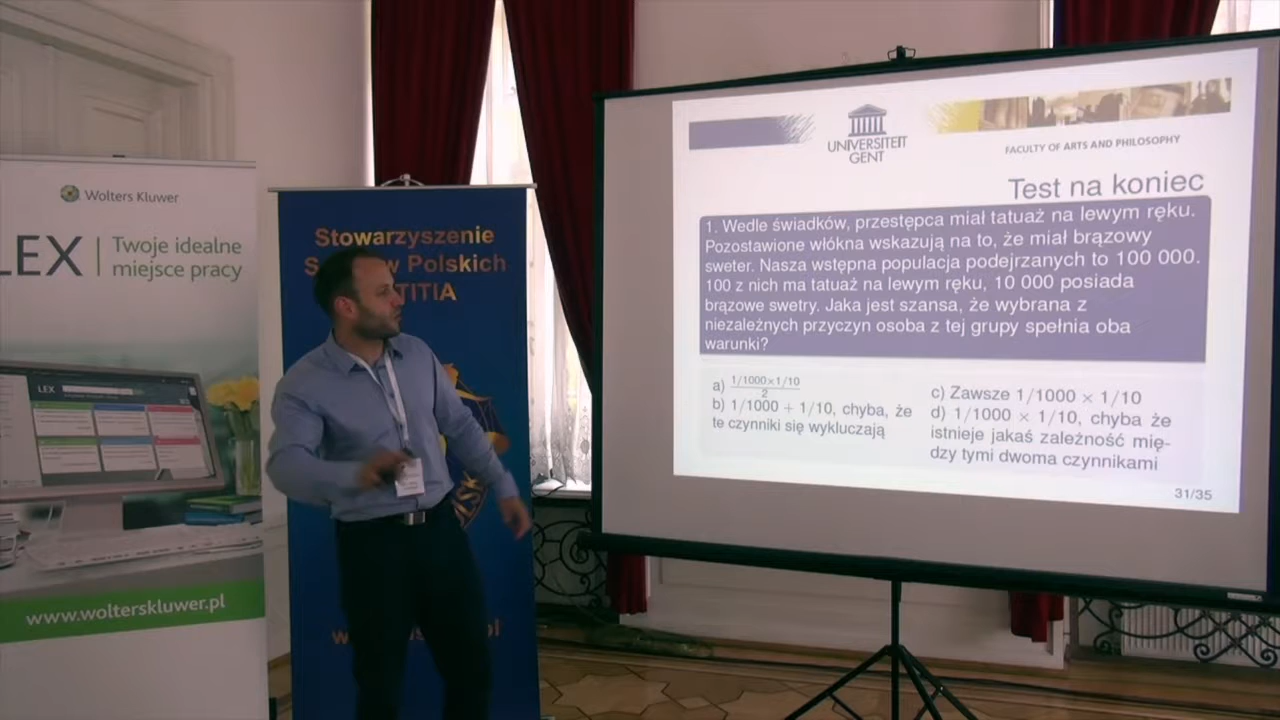 Wolters Kluwer
LEX
Twoje idealne
miejsce pracy
LEX
www.wolterskluwer.pl
Stowarzyszenie
Polskich
UNIVERSITEIT
GENT
FACULTY OF ARTS AND PHILOSOPHY
Test na koniec
1. Wedle świadków, przestępca miał tatuaż na lewym ręku.
Pozostawione włókna wskazują na to, że miał brązowy
sweter. Nasza wstępna populacja podejrzanych to 100 000.
100 z nich ma tatuaż na lewym ręku, 10 000 posiada
brązowe swetry. Jaka jest szansa, że wybrana z
niezależnych przyczyn osoba z tej grupy spełnia oba
warunki?
a) 1/1000×1/10
2
b) 1/1000 + 1/10, chyba, że
te czynniki się wykluczają
c) Zawsze 1/1000 × 1/10
d) 1/1000 × 1/10, chyba że
istnieje jakaś zależność mię-
dzy tymi dwoma czynnikami
31/35